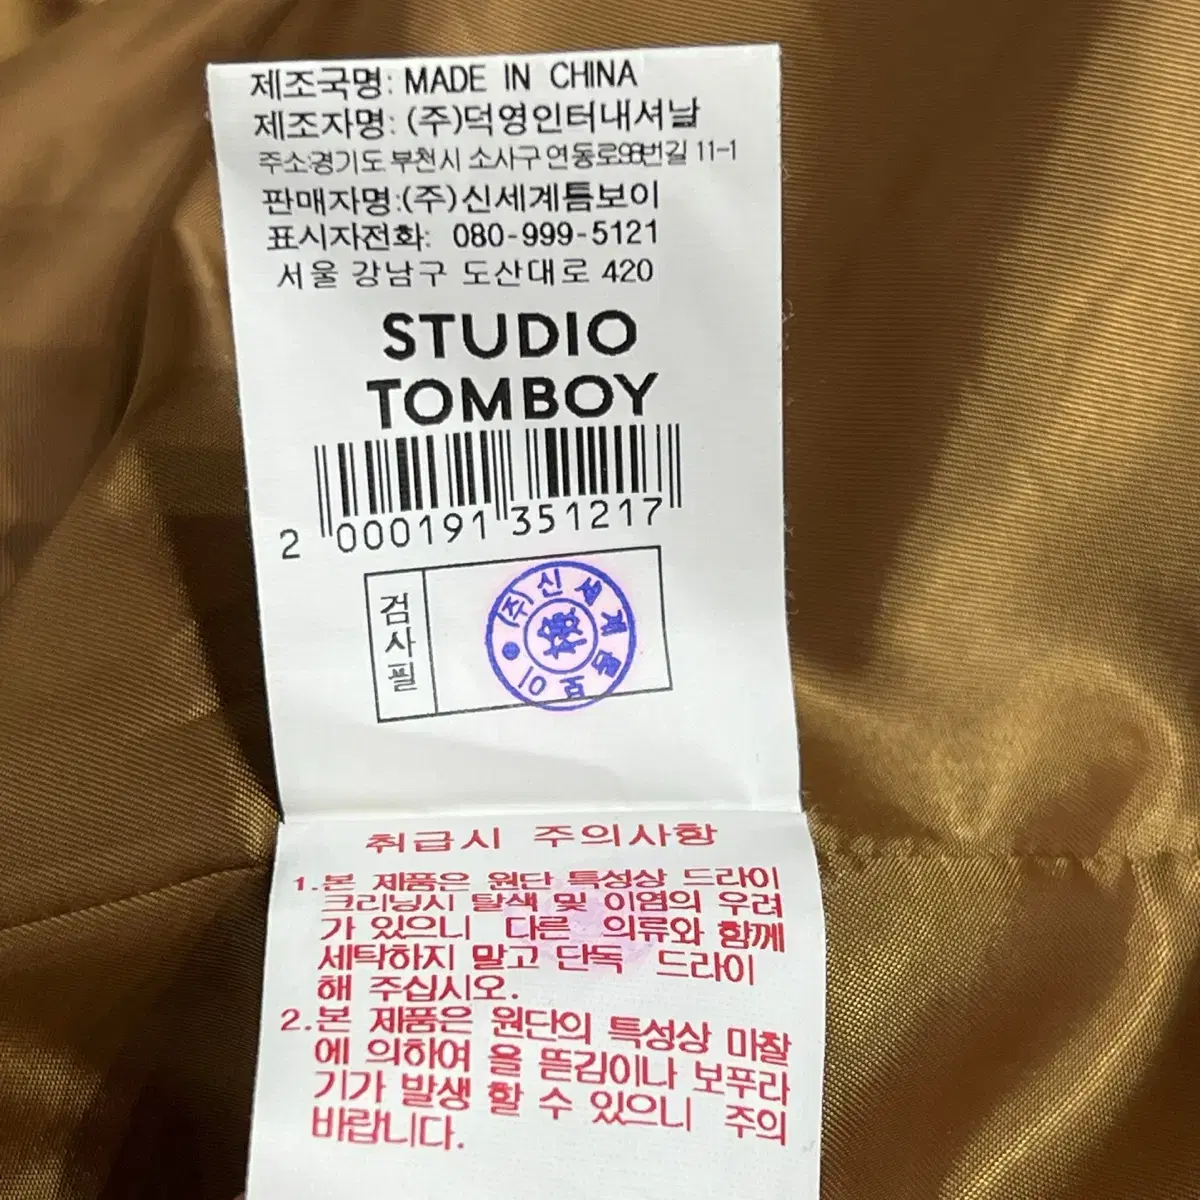 제조국명: MADE IN CHINA
제조자명: (주)덕영인터내셔날
주소:경기도 부천시 소사구 연동로98번길 11-1
판매자명:(주)신세계톰보이
표시자전화: 080-999-5121
서울 강남구 도산대로 420
STUDIO
TOMBOY
2 000191 351217
검사필
(주)신세계톰보이
취급시 주의사항
1.본 제품은 원단 특성상 드라이
크리닝시 탈색 및 이염의 우려
가 있으니 다른 의류와 함께
세탁하지 말고 단독 드라이
해 주십시오.
2.본 제품은 원단의 특성상 마찰
에 의하여 올 뜯김이나 보푸라
기가 발생 할 수 있으니 주의
바랍니다.